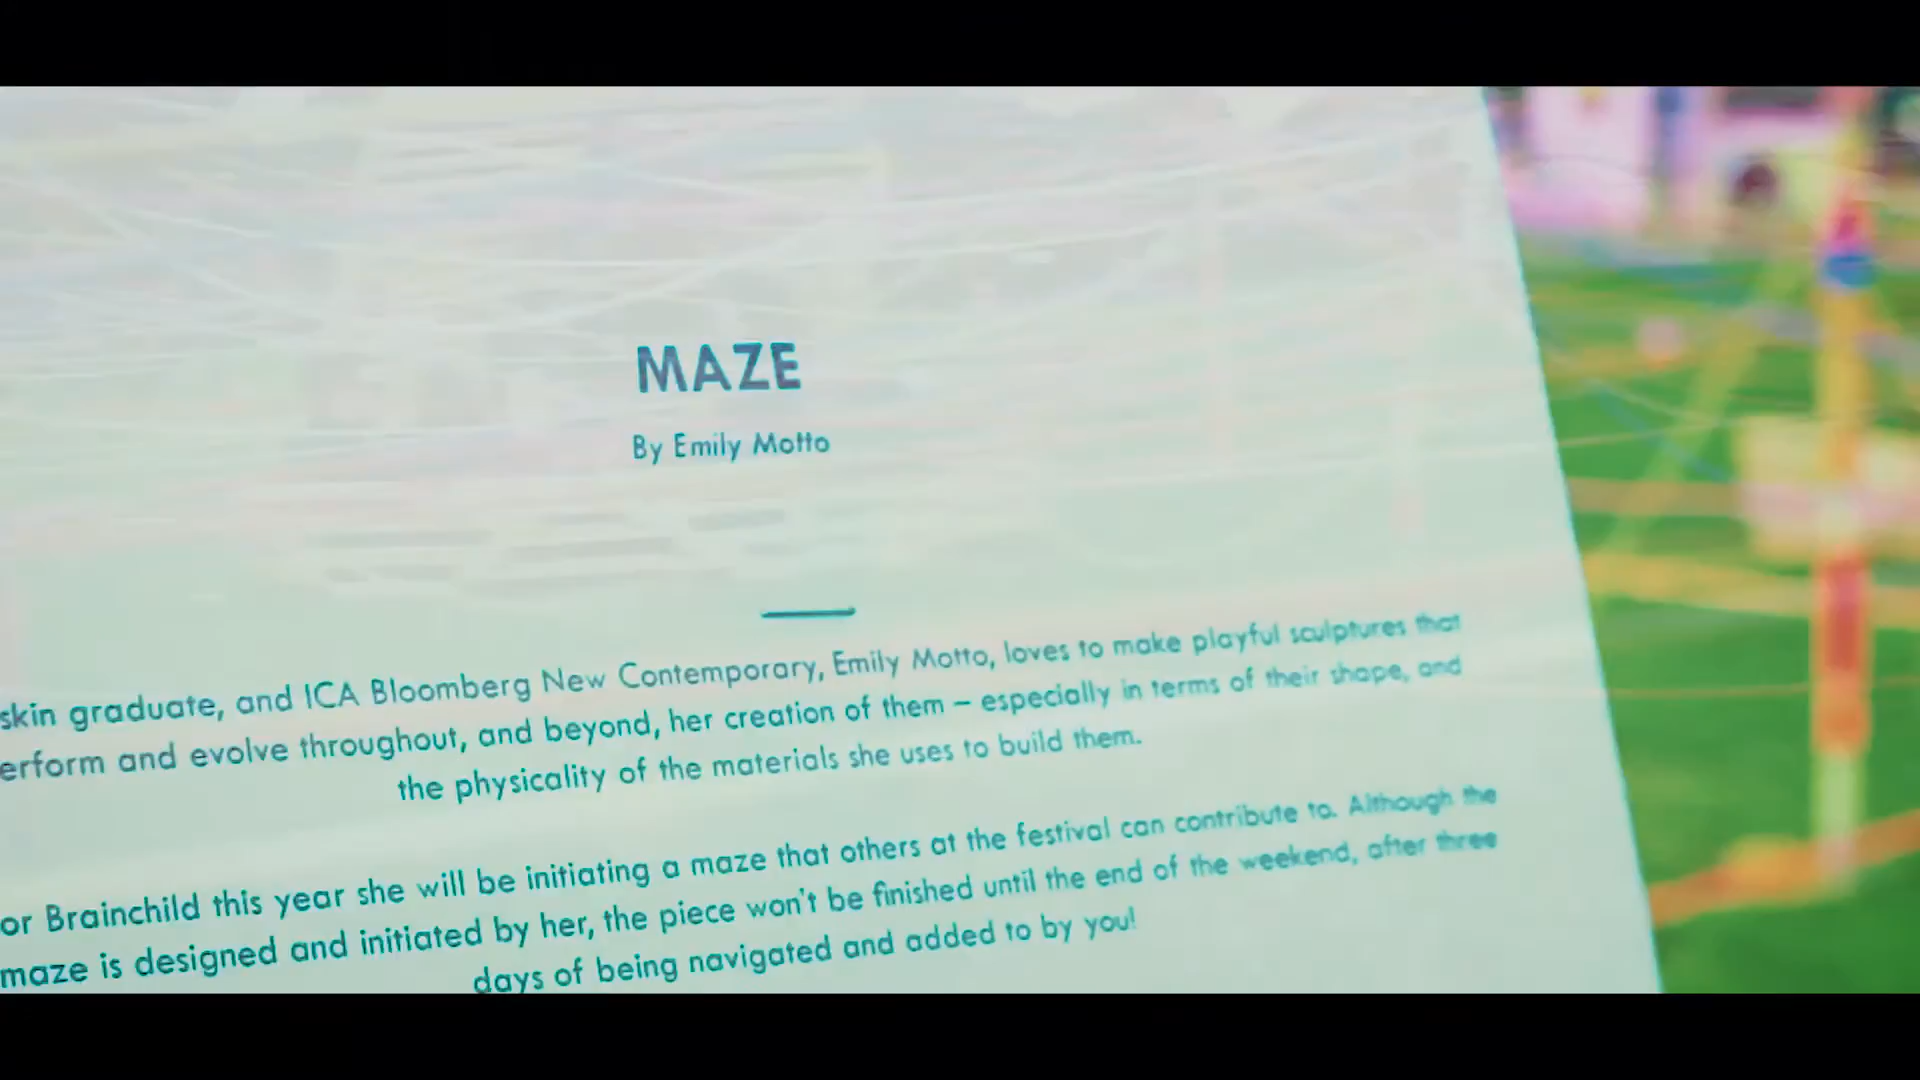 MAZE
By Emily Motto
skin graduate, and ICA Bloomberg New Contemporary, Emily Motto, loves to make playful sculptures that
erform and evolve throughout, and beyond, her creation of them – especially in terms of their shape, and
the physicality of the materials she uses to build them.
or Brainchild this year she will be initiating a maze that others at the festival can contribute to. Although the
maze is designed and initiated by her, the piece won't be finished until the end of the weekend, after three
days of being navigated and added to by you!